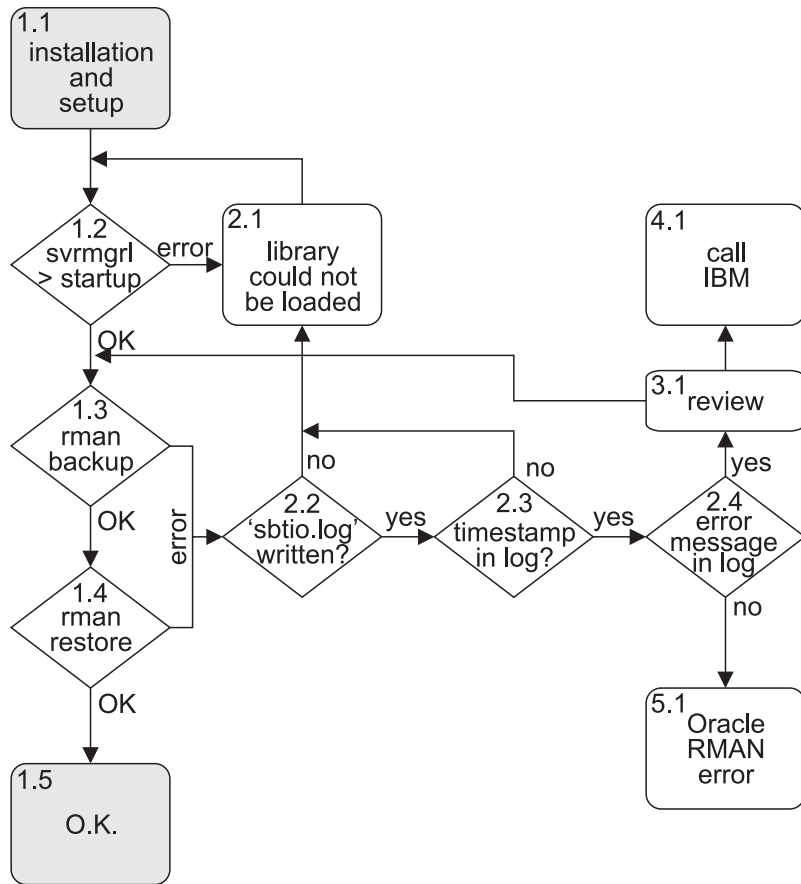 1.1
installation
and
setup
1.2
svrmgrl
> startup
error
OK
2.1
library
could not
be loaded
4.1
call
IBM
3.1
review
1.3
rman
backup
OK
error
no
2.2
‘sbtio.log’
written?
yes
no
2.3
timestamp
in log?
yes
yes
2.4
error
message
in log
no
1.4
rman
restore
OK
5.1
Oracle
RMAN
error
1.5
O.K.